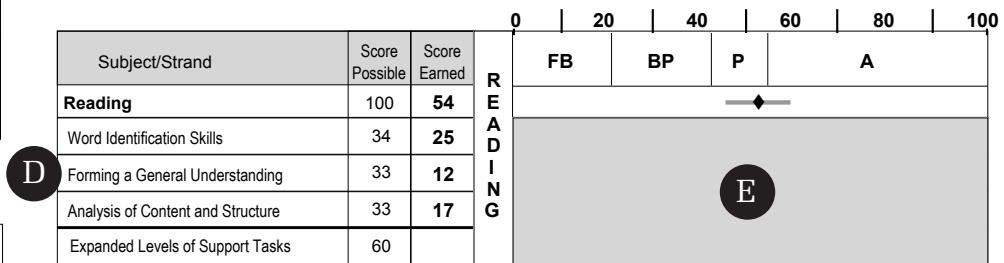 0 20 40 60 80 100
Subject/Strand Score Possible Score Earned
FB BP P A
READING
Reading 100 54
Word Identification Skills 34 25
D Forming a General Understanding 33 12
E
Analysis of Content and Structure 33 17
Expanded Levels of Support Tasks 60